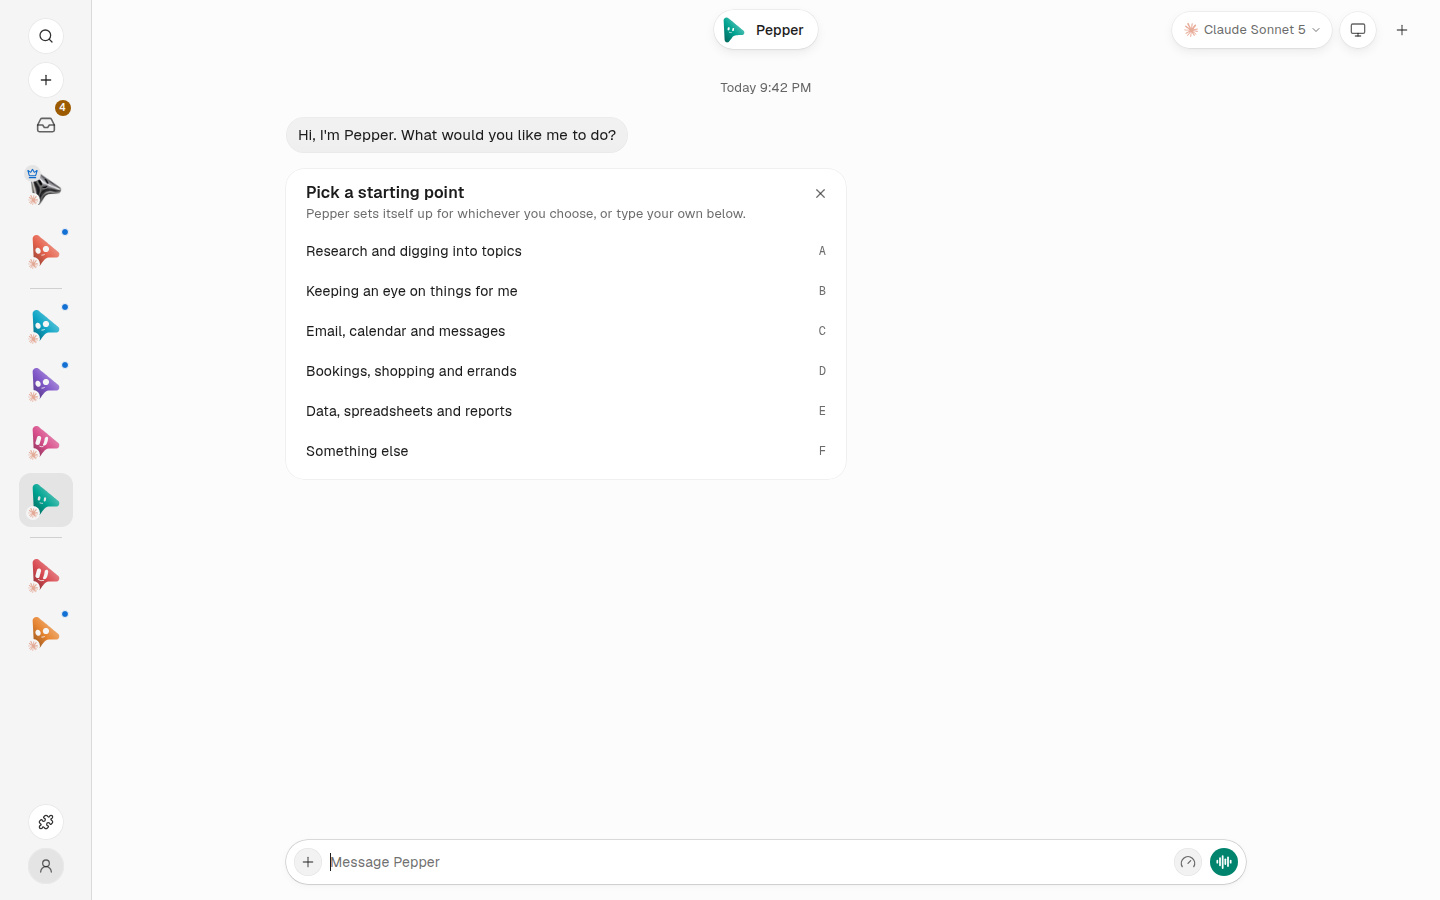 Pepper
Claude Sonnet 5
4
Today 9:42 PM
Hi, I'm Pepper. What would you like me to do?
Pick a starting point
Pepper sets itself up for whichever you choose, or type your own below.
Research and digging into topics A
Keeping an eye on things for me B
Email, calendar and messages C
Bookings, shopping and errands D
Data, spreadsheets and reports E
Something else F
Message Pepper